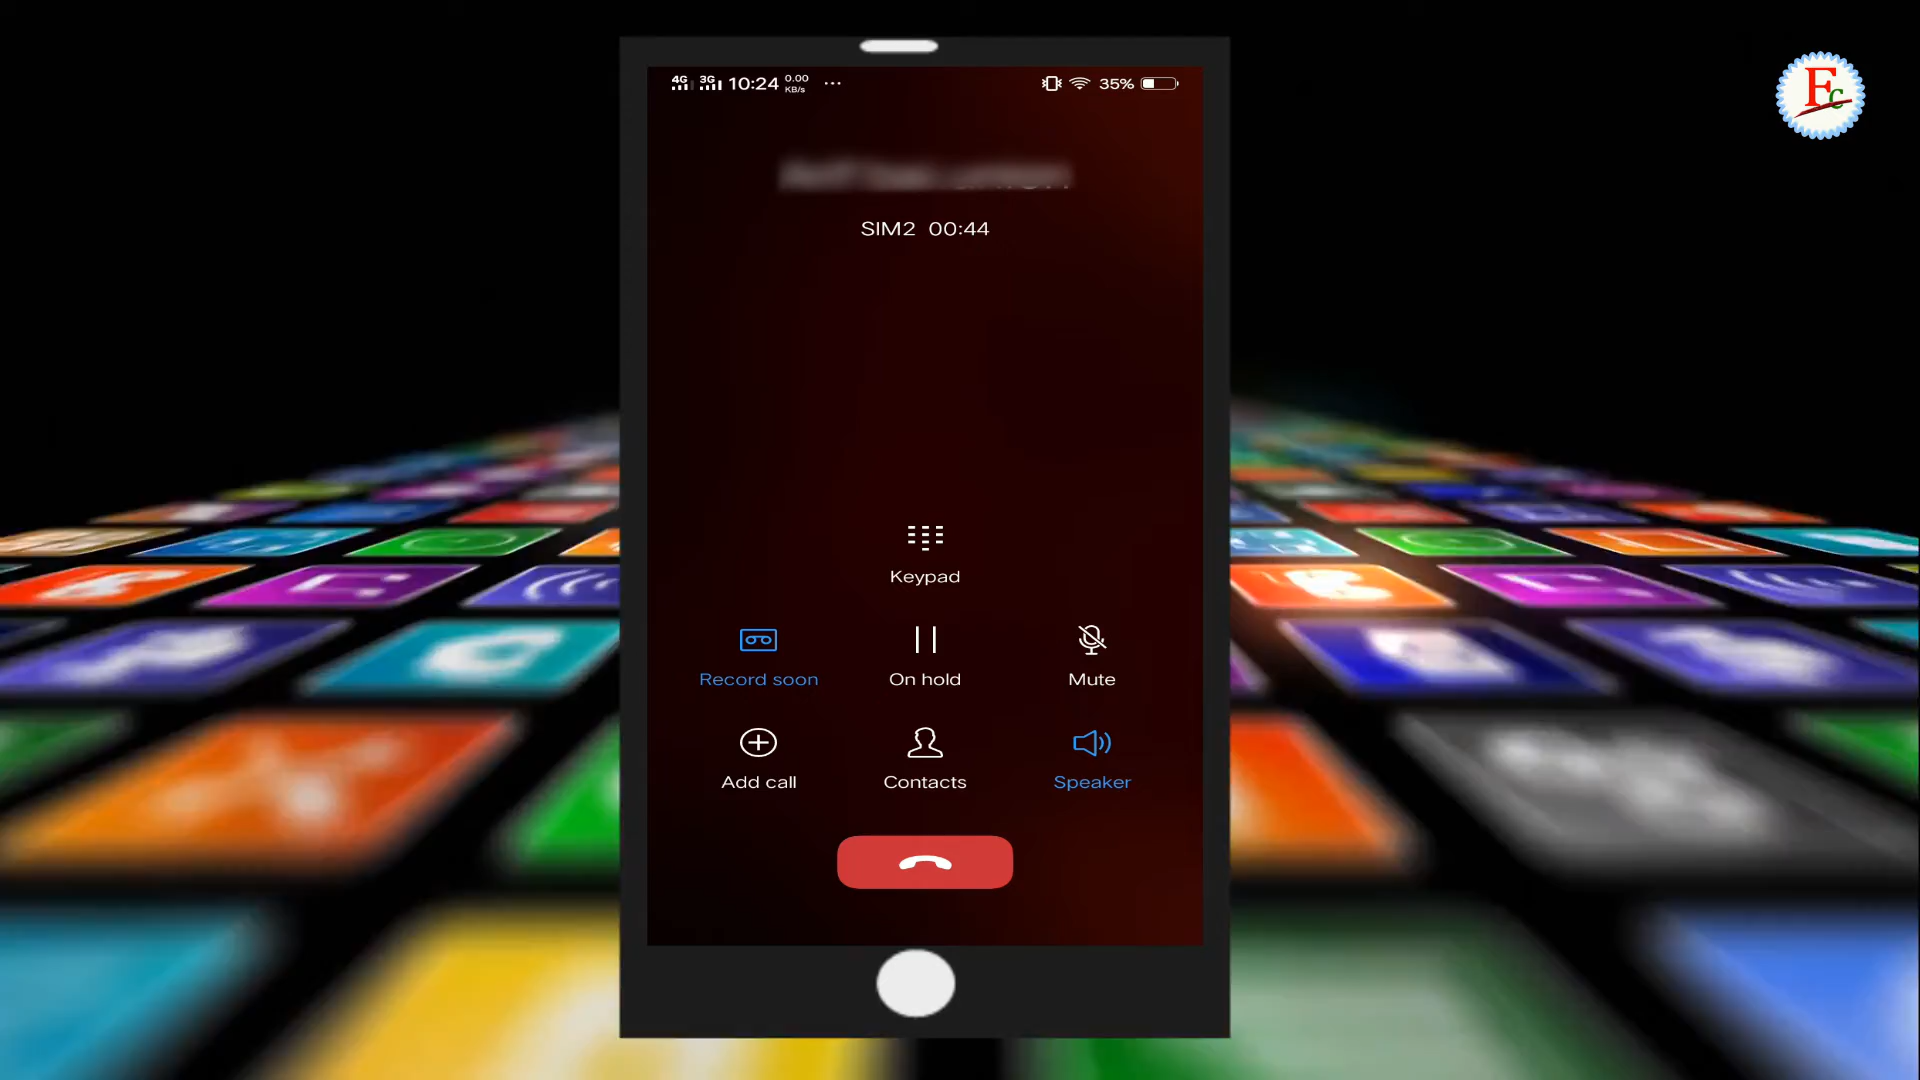 4G 3G 10:24 0.00 KB/s ... 35%
SIM2 00:44
Keypad
Record soon On hold Mute
Add call Contacts Speaker
Fc